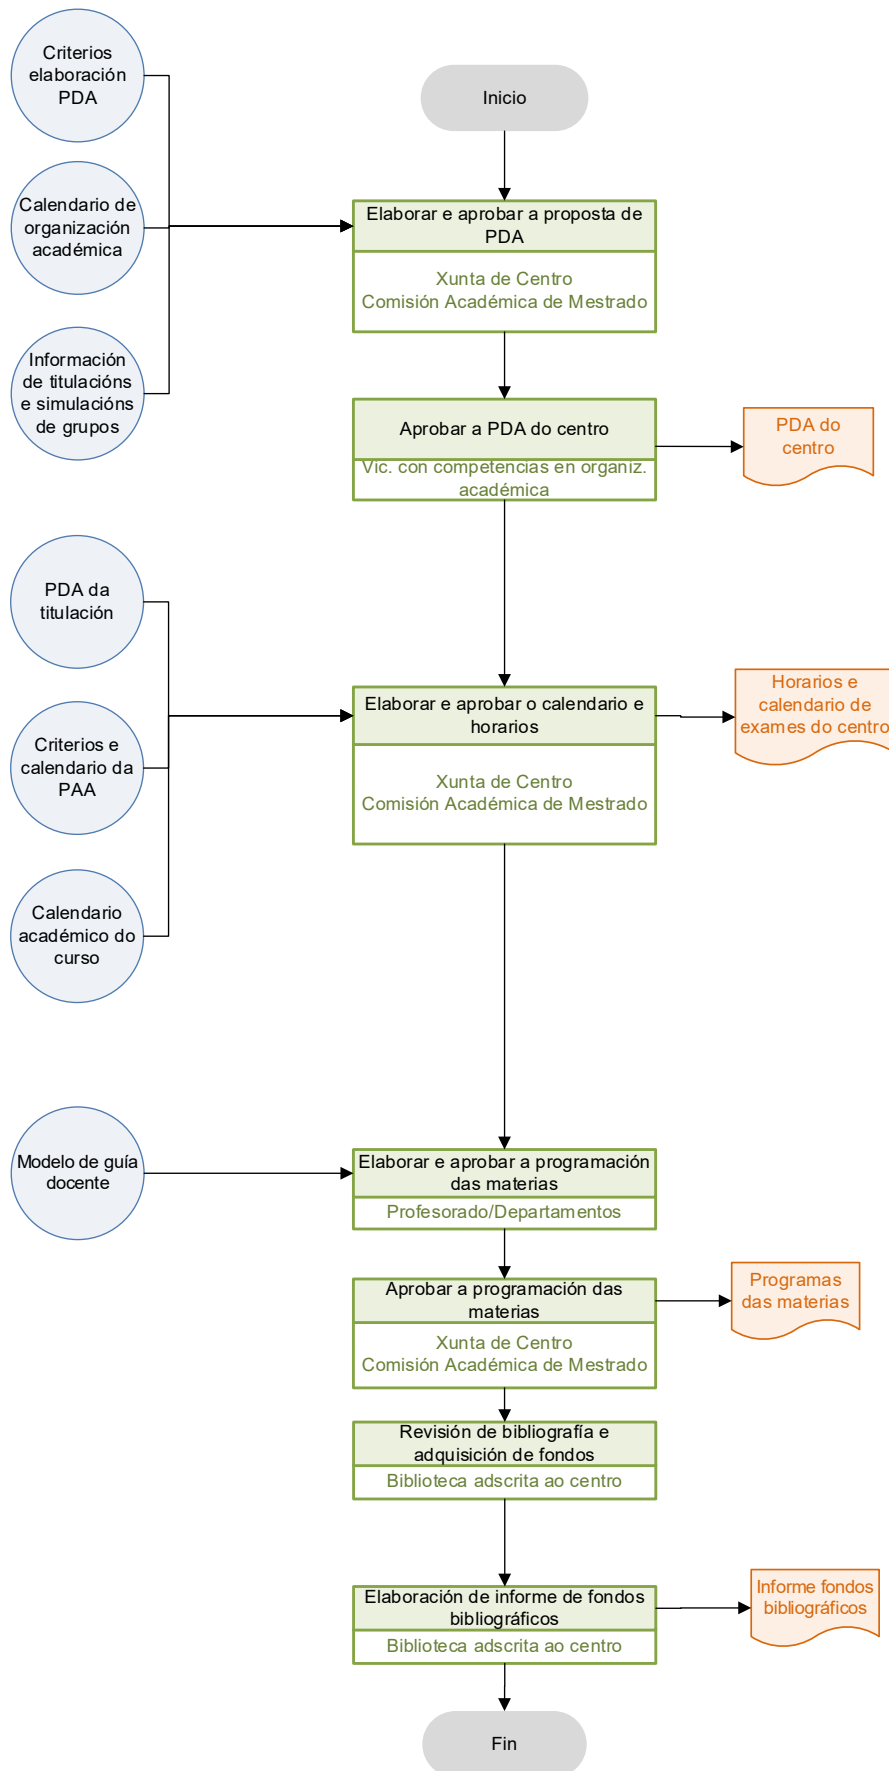 Criterios
elaboración
PDA
Inicio
Calendario de
organización
académica
Elaborar e aprobar a proposta de
PDA
Xunta de Centro
Comisión Académica de Mestrado
Información
de titulacións
e simulacións
de grupos
Aprobar a PDA do centro
Vic. con competencias en organiz.
académica
PDA do
centro
PDA da
titulación
Elaborar e aprobar o calendario e
horarios
Xunta de Centro
Comisión Académica de Mestrado
Horarios e
calendario de
exames do centro
Criterios e
calendario da
PAA
Calendario
académico do
curso
Modelo de guía
docente
Elaborar e aprobar a programación
das materias
Profesorado/Departamentos
Aprobar a programación das
materias
Xunta de Centro
Comisión Académica de Mestrado
Programas
das materias
Revisión de bibliografía e
adquisición de fondos
Biblioteca adscrita ao centro
Elaboración de informe de fondos
bibliográficos
Biblioteca adscrita ao centro
Informe fondos
bibliográficos
Fin